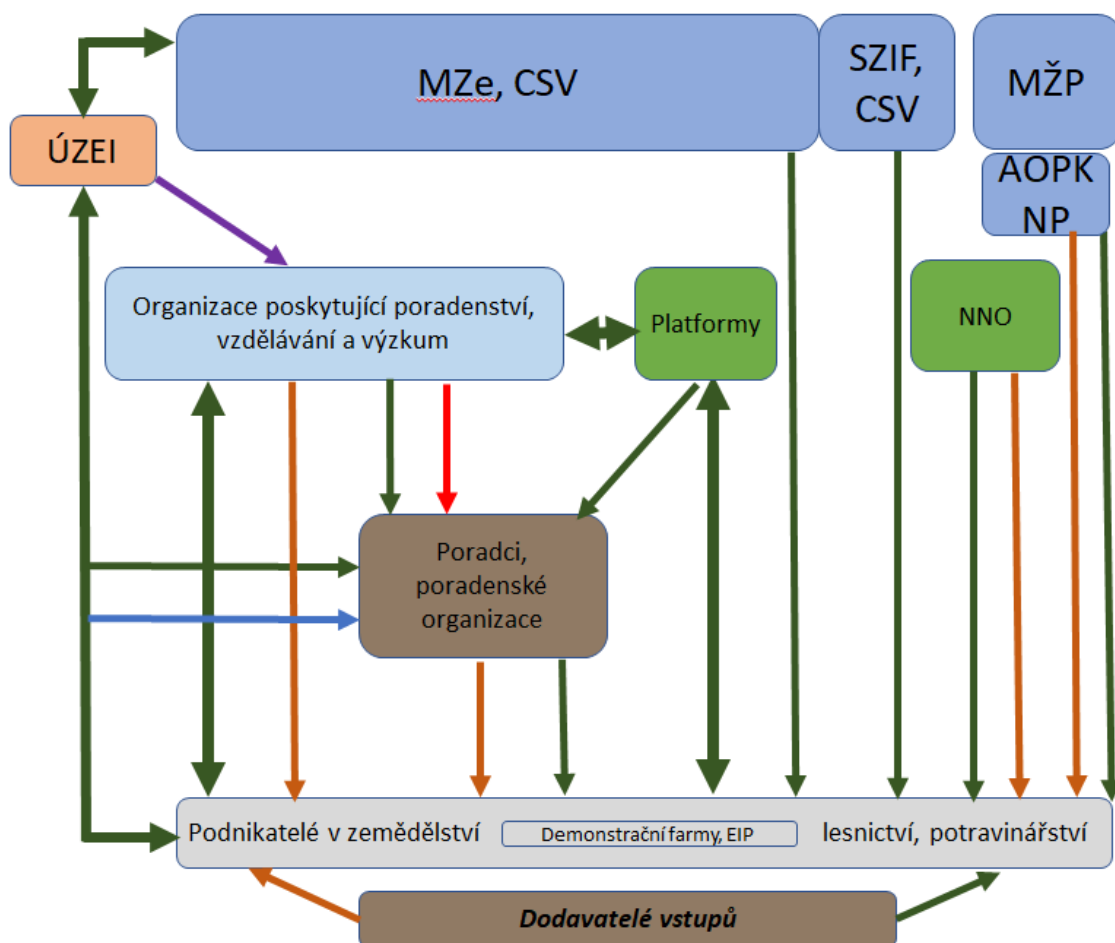 MZe, CSV
SZIF,
CSV
MŽP
ÚZEI
AOPK
NP
Organizace poskytující poradenství,
vzdělávání a výzkum
Platformy
NNO
Poradci,
poradenské
organizace
Podnikatelé v zemědělství
Demonstrační farmy, EIP
lesnictví, potravinářství
Dodavatelé vstupů